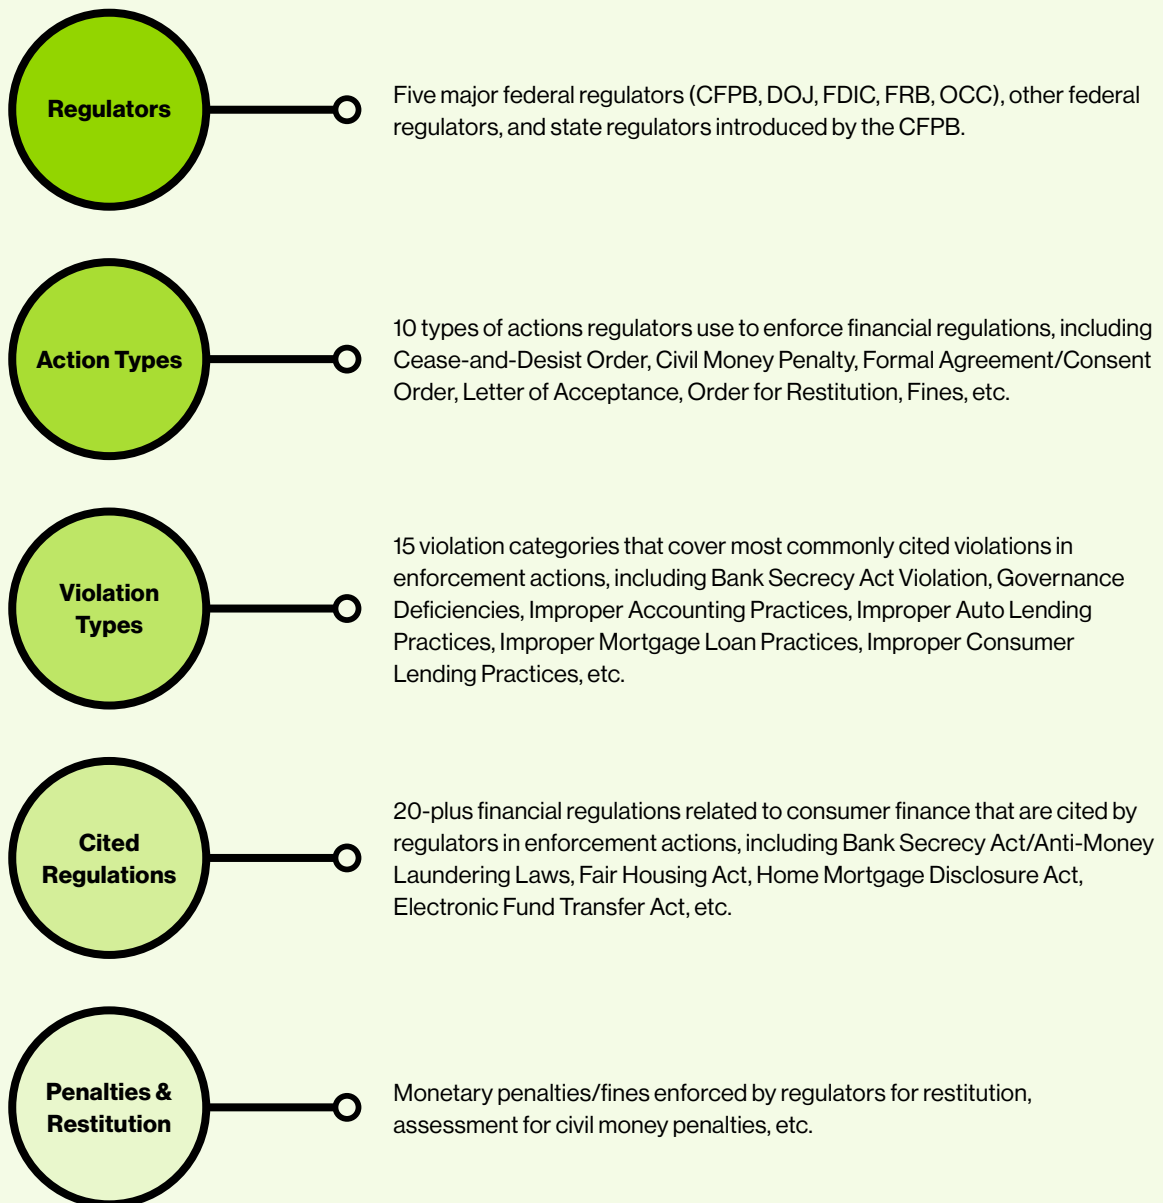 Regulators
Five major federal regulators (CFPB, DOJ, FDIC, FRB, OCC), other federal
regulators, and state regulators introduced by the CFPB.
Action Types
10 types of actions regulators use to enforce financial regulations, including
Cease-and-Desist Order, Civil Money Penalty, Formal Agreement/Consent
Order, Letter of Acceptance, Order for Restitution, Fines, etc.
Violation
Types
15 violation categories that cover most commonly cited violations in
enforcement actions, including Bank Secrecy Act Violation, Governance
Deficiencies, Improper Accounting Practices, Improper Auto Lending
Practices, Improper Mortgage Loan Practices, Improper Consumer
Lending Practices, etc.
Cited
Regulations
20-plus financial regulations related to consumer finance that are cited by
regulators in enforcement actions, including Bank Secrecy Act/Anti-Money
Laundering Laws, Fair Housing Act, Home Mortgage Disclosure Act,
Electronic Fund Transfer Act, etc.
Penalties &
Restitution
Monetary penalties/fines enforced by regulators for restitution,
assessment for civil money penalties, etc.